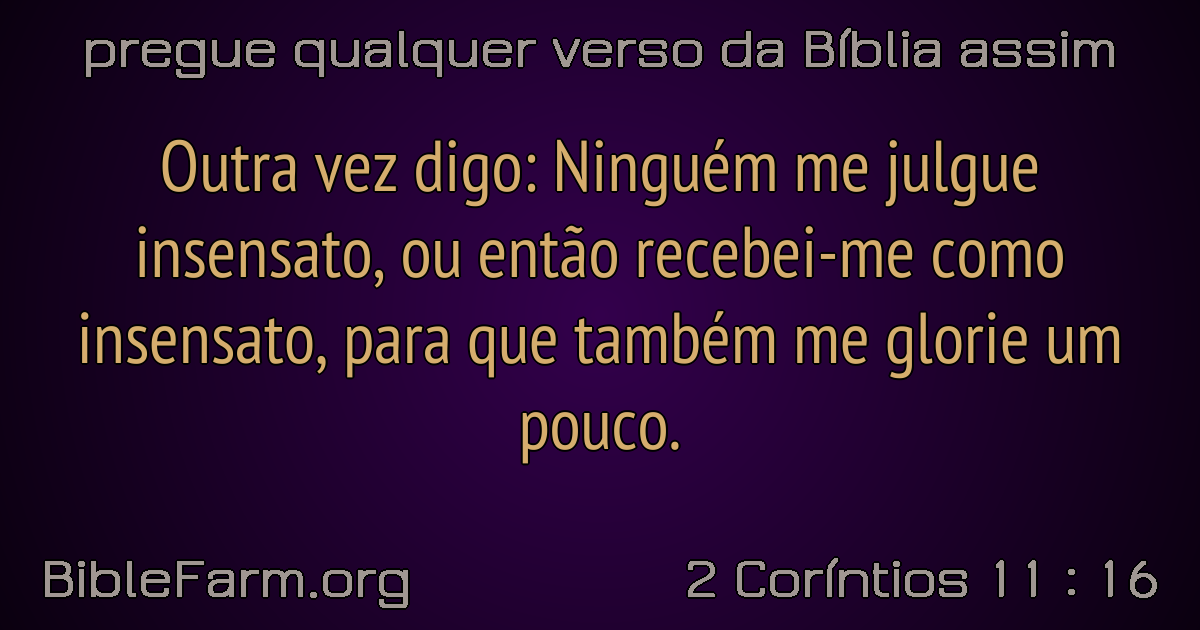 pregue qualquer verso da Bíblia assim
Outra vez digo: Ninguém me julgue
insensato, ou então recebei-me como
insensato, para que também me glorie um
pouco.
BibleFarm.org
2 Coríntios 11 : 16